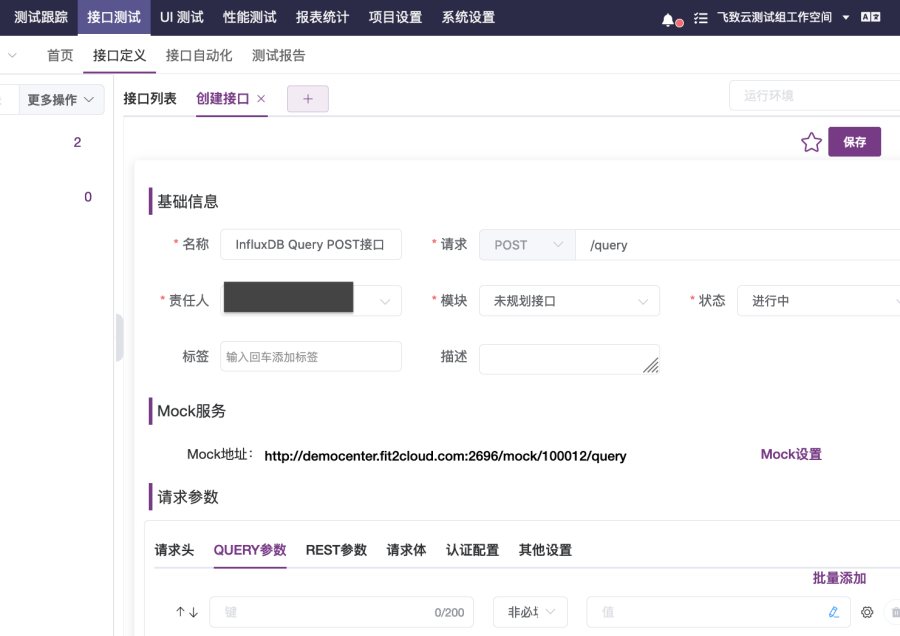 测试跟踪 接口测试 UI 测试 性能测试 报表统计 项目设置 系统设置 飞致云测试组工作空间
首页 接口定义 接口自动化 测试报告
更多操作 接口列表 创建接口 运行环境
2 保存
0
基础信息
* 名称 InfluxDB Query POST接口 * 请求 POST /query
* 责任人 * 模块 未规划接口 * 状态 进行中
标签 输入回车添加标签 描述
Mock服务
Mock地址: http://democenter.fit2cloud.com:2696/mock/100012/query Mock设置
请求参数
请求头 QUERY参数 REST参数 请求体 认证配置 其他设置
批量添加
键 0/200 非必 值